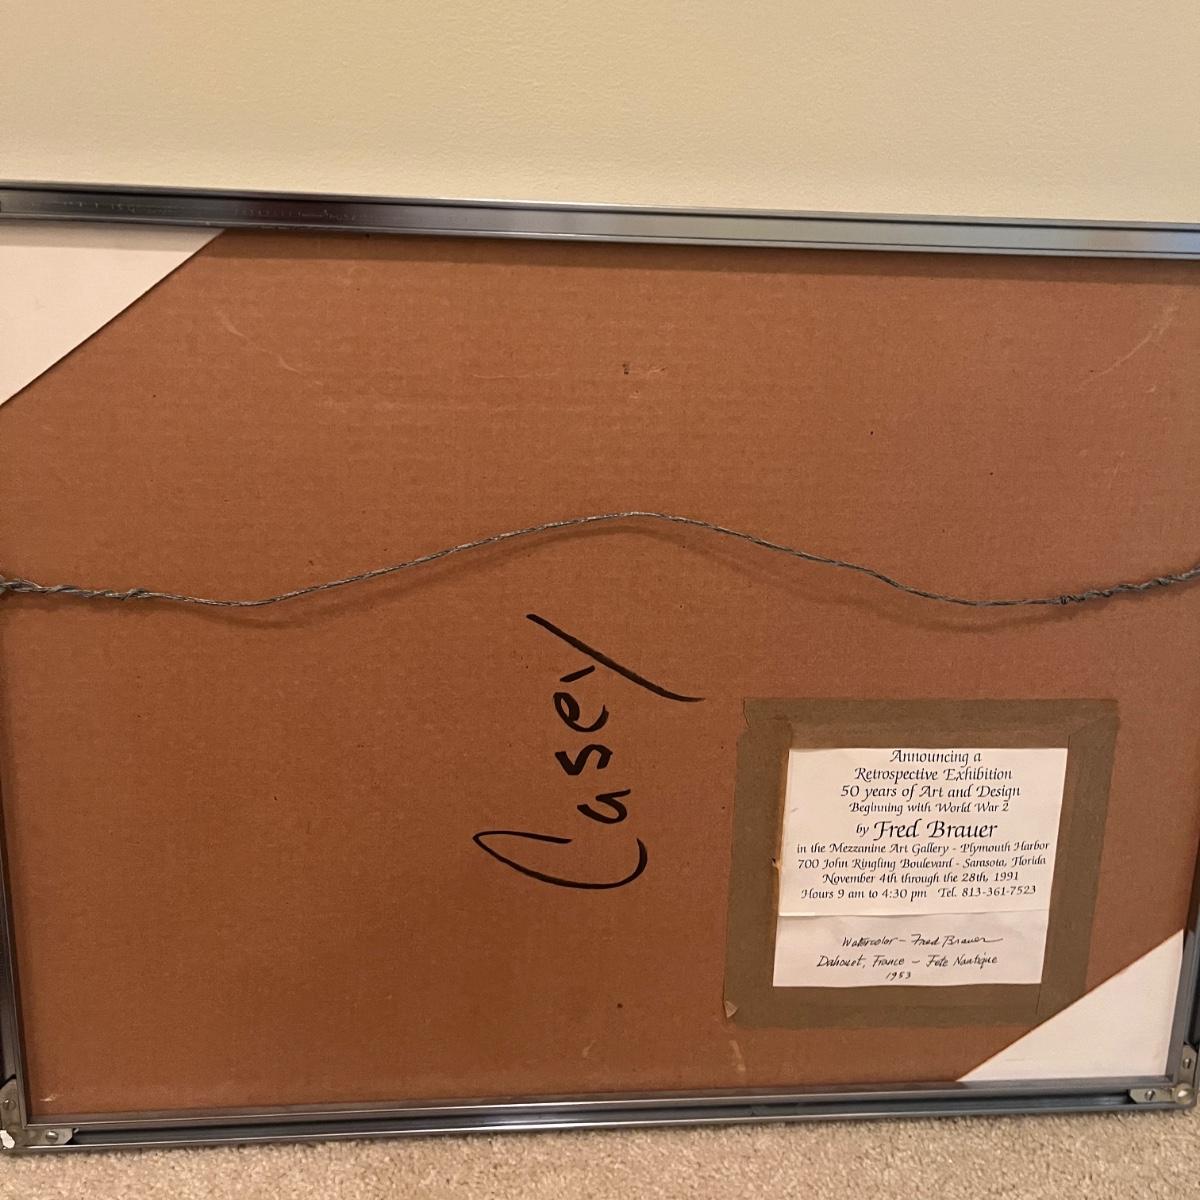 Casey
Announcing a
Retrospective Exhibition
50 years of Art and Design
Beginning with World War 2
by Fred Brauer
in the Mezzanine Art Gallery - Plymouth Harbor
700 John Ringling Boulevard - Sarasota, Florida
November 4th through the 28th, 1991
Hours 9 am to 4:30 pm Tel. 813-361-7523
Watercolor - Fred Brauer
Dahouet, France - Fete Nautique
1953